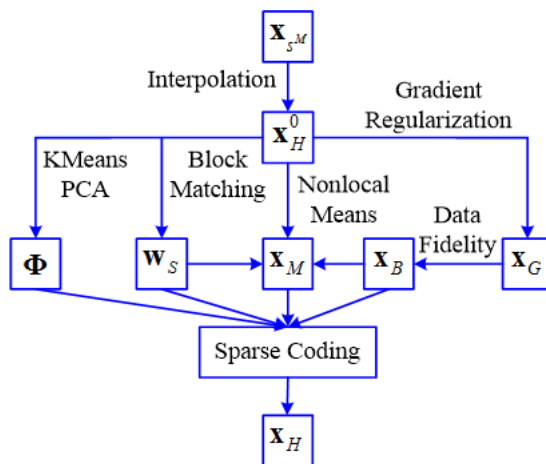 x_{s^M}
Interpolation
Gradient
Regularization
x_H^0
KMeans
PCA
Block
Matching
Nonlocal
Means
Data
Fidelity
Φ
w_S
x_M
x_B
x_G
Sparse Coding
x_H